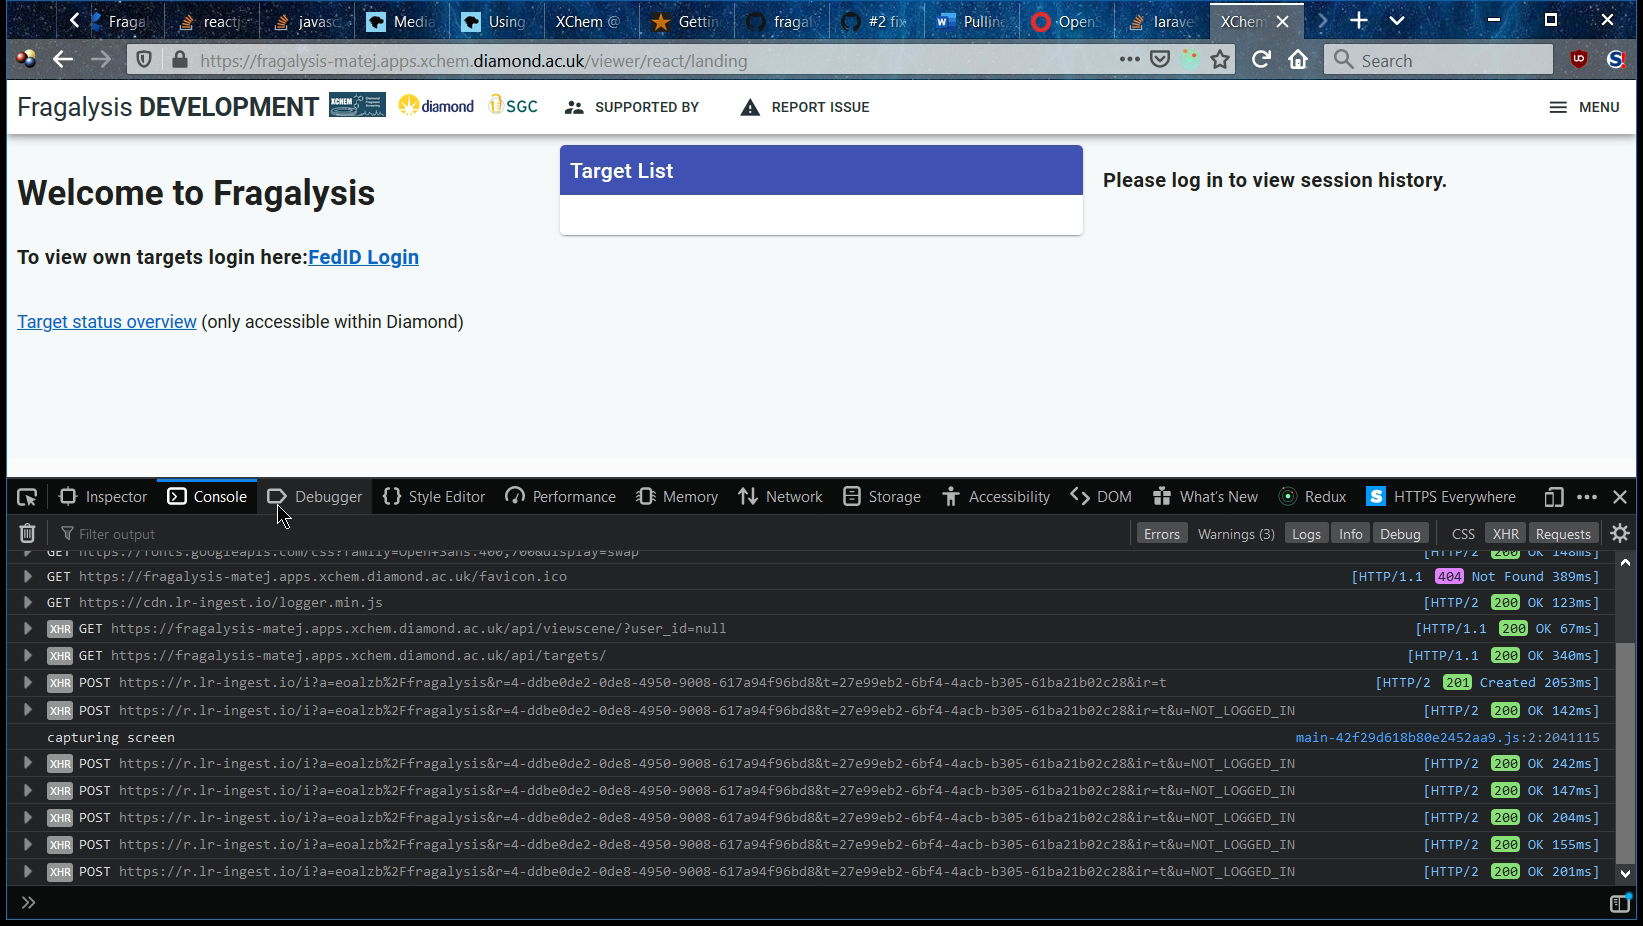 Fraga reactj javasc Media Using XChem @ Gettin fragal #2 fix Pulling OpenS larave XChem
https://fragalysis-matej.apps.xchem.diamond.ac.uk/viewer/react/landing
Search
Fragalysis DEVELOPMENT XCHEM diamond SGC SUPPORTED BY REPORT ISSUE MENU
Welcome to Fragalysis
To view own targets login here:FedID Login
Target status overview (only accessible within Diamond)
Target List
Please log in to view session history.
Inspector Console Debugger Style Editor Performance Memory Network Storage Accessibility DOM What's New Redux HTTPS Everywhere
Filter output Errors Warnings (3) Logs Info Debug CSS XHR Requests
GET https://fonts.googleapis.com/css?family=Open+Sans:400,700&display=swap [HTTP/2 200 OK 148ms]
GET https://fragalysis-matej.apps.xchem.diamond.ac.uk/favicon.ico [HTTP/1.1 404 Not Found 389ms]
GET https://cdn.lr-ingest.io/logger.min.js [HTTP/2 200 OK 123ms]
XHR GET https://fragalysis-matej.apps.xchem.diamond.ac.uk/api/viewscene/?user_id=null [HTTP/1.1 200 OK 67ms]
XHR GET https://fragalysis-matej.apps.xchem.diamond.ac.uk/api/targets/ [HTTP/1.1 200 OK 340ms]
XHR POST https://r.lr-ingest.io/i?a=eoalzb%2Ffragalysis&r=4-ddbe0de2-0de8-4950-9008-617a94f96bd8&t=27e99eb2-6bf4-4acb-b305-61ba21b02c28&ir=t [HTTP/2 201 Created 2053ms]
XHR POST https://r.lr-ingest.io/i?a=eoalzb%2Ffragalysis&r=4-ddbe0de2-0de8-4950-9008-617a94f96bd8&t=27e99eb2-6bf4-4acb-b305-61ba21b02c28&ir=t&u=NOT_LOGGED_IN [HTTP/2 200 OK 142ms]
capturing screen main-42f29d618b80e2452aa9.js:2:2041115
XHR POST https://r.lr-ingest.io/i?a=eoalzb%2Ffragalysis&r=4-ddbe0de2-0de8-4950-9008-617a94f96bd8&t=27e99eb2-6bf4-4acb-b305-61ba21b02c28&ir=t&u=NOT_LOGGED_IN [HTTP/2 200 OK 242ms]
XHR POST https://r.lr-ingest.io/i?a=eoalzb%2Ffragalysis&r=4-ddbe0de2-0de8-4950-9008-617a94f96bd8&t=27e99eb2-6bf4-4acb-b305-61ba21b02c28&ir=t&u=NOT_LOGGED_IN [HTTP/2 200 OK 147ms]
XHR POST https://r.lr-ingest.io/i?a=eoalzb%2Ffragalysis&r=4-ddbe0de2-0de8-4950-9008-617a94f96bd8&t=27e99eb2-6bf4-4acb-b305-61ba21b02c28&ir=t&u=NOT_LOGGED_IN [HTTP/2 200 OK 204ms]
XHR POST https://r.lr-ingest.io/i?a=eoalzb%2Ffragalysis&r=4-ddbe0de2-0de8-4950-9008-617a94f96bd8&t=27e99eb2-6bf4-4acb-b305-61ba21b02c28&ir=t&u=NOT_LOGGED_IN [HTTP/2 200 OK 155ms]
XHR POST https://r.lr-ingest.io/i?a=eoalzb%2Ffragalysis&r=4-ddbe0de2-0de8-4950-9008-617a94f96bd8&t=27e99eb2-6bf4-4acb-b305-61ba21b02c28&ir=t&u=NOT_LOGGED_IN [HTTP/2 200 OK 201ms]